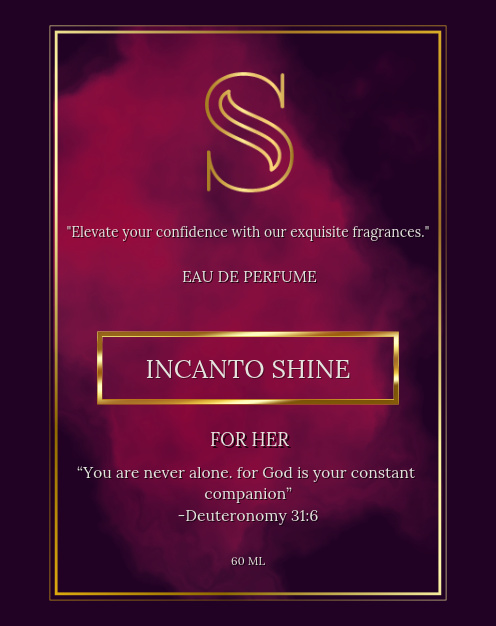 S
"Elevate your confidence with our exquisite fragrances."
EAU DE PERFUME
INCANTO SHINE
FOR HER
“You are never alone. for God is your constant
companion”
-Deuteronomy 31:6
60 ML